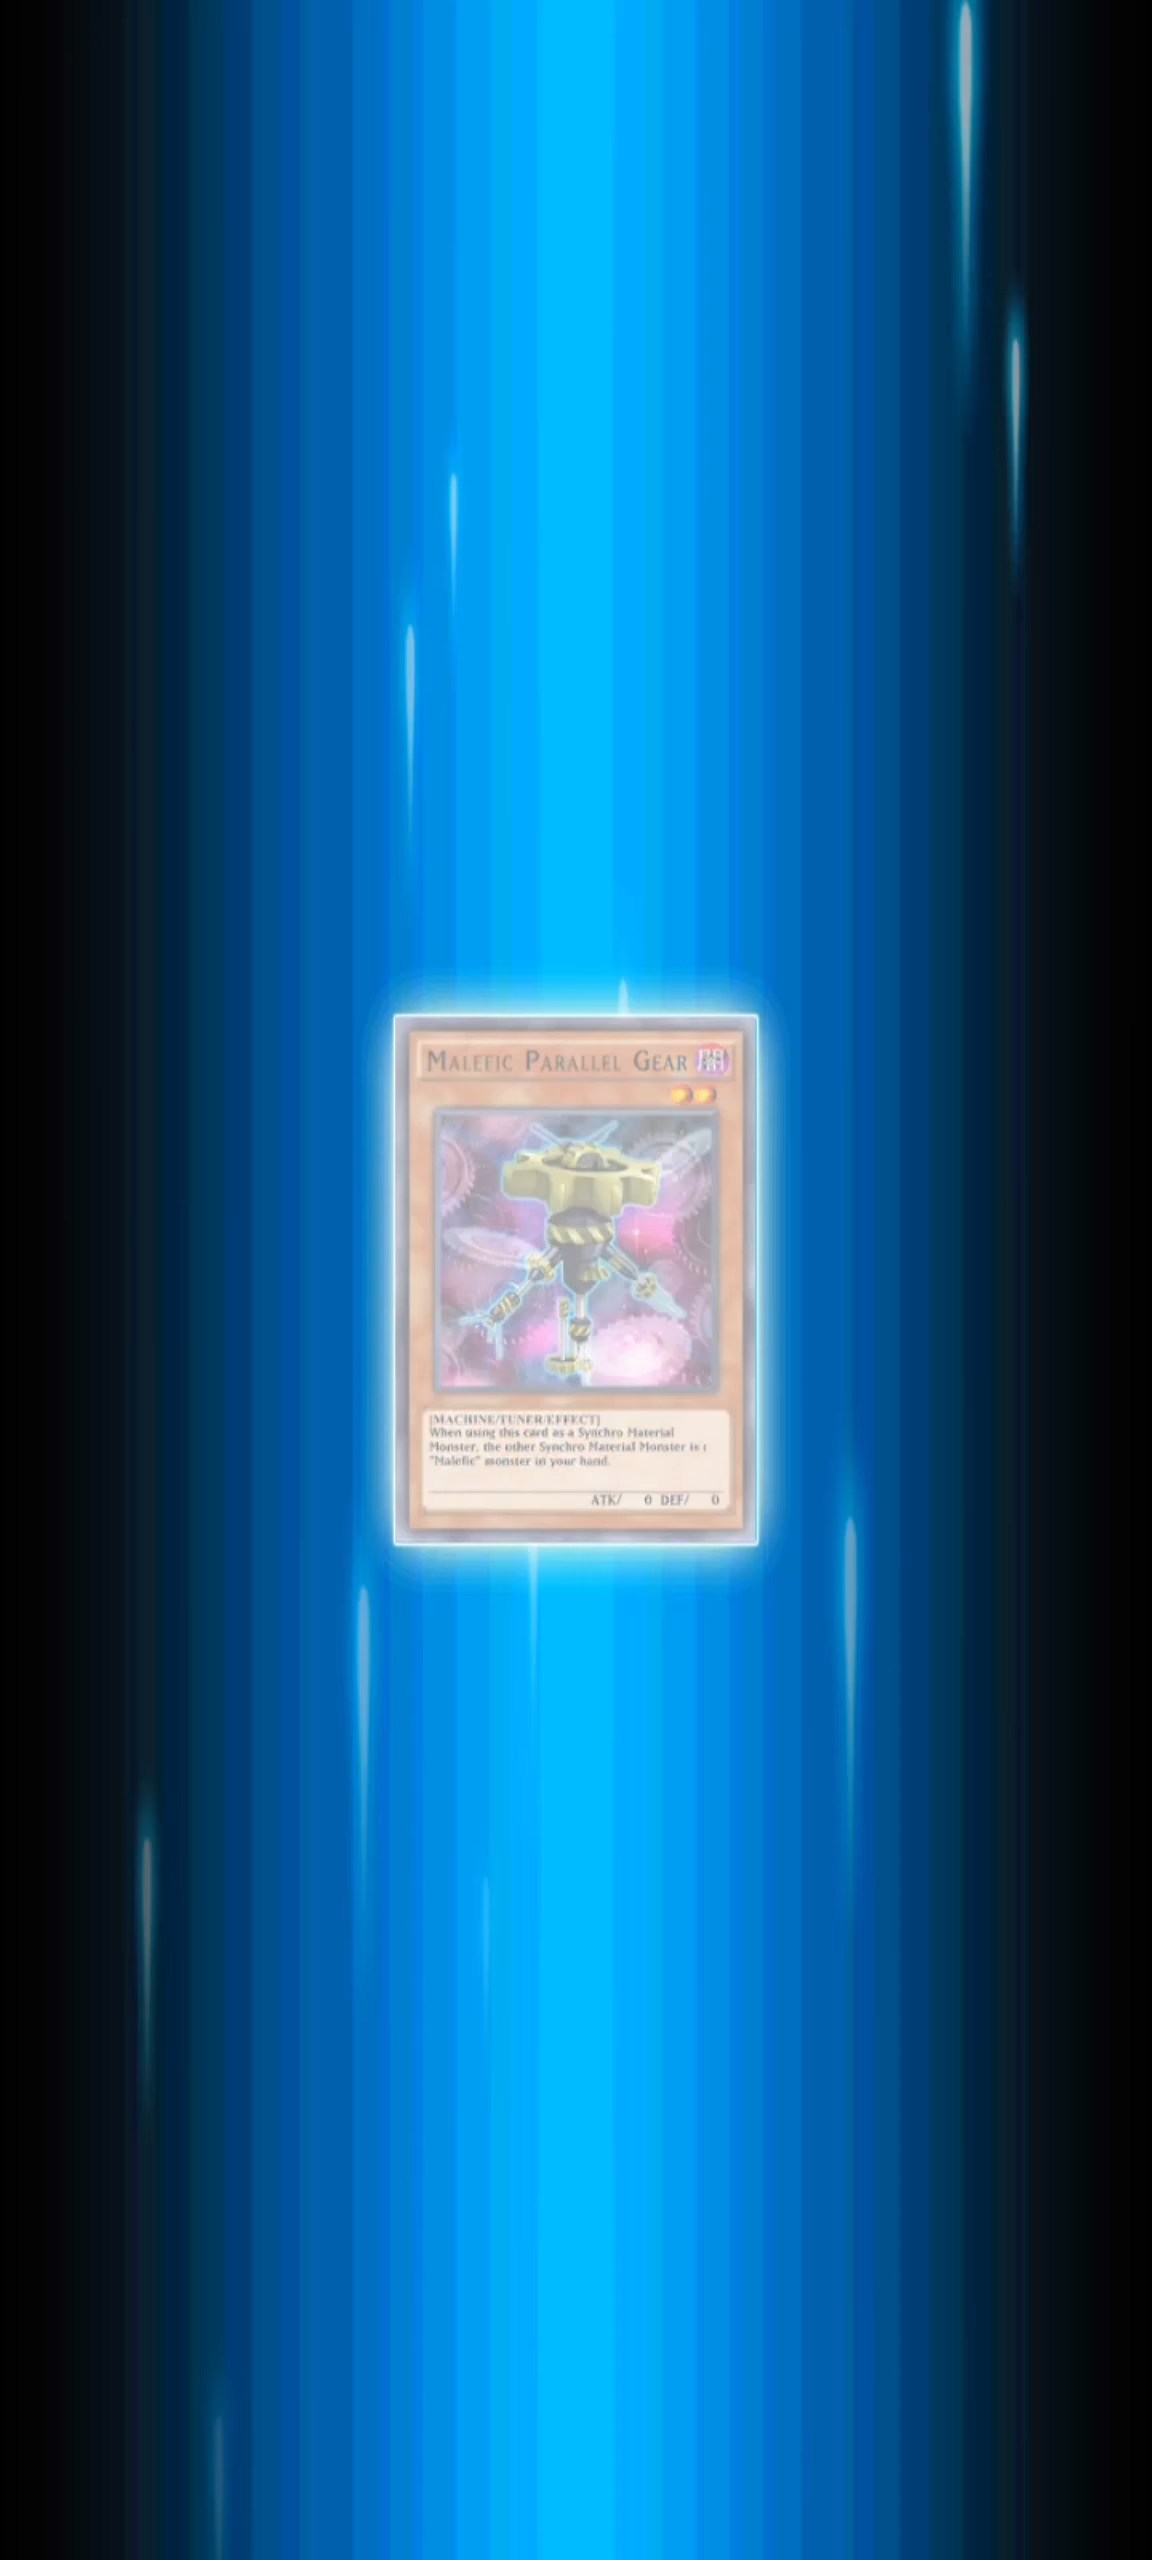 MALEFIC PARALLEL GEAR
[MACHINE/TUNER/EFFECT]
When using this card as a Synchro Material
Monster, the other Synchro Material Monster is
"Malefic" monster in your hand.
ATK/ 0 DEF/ 0